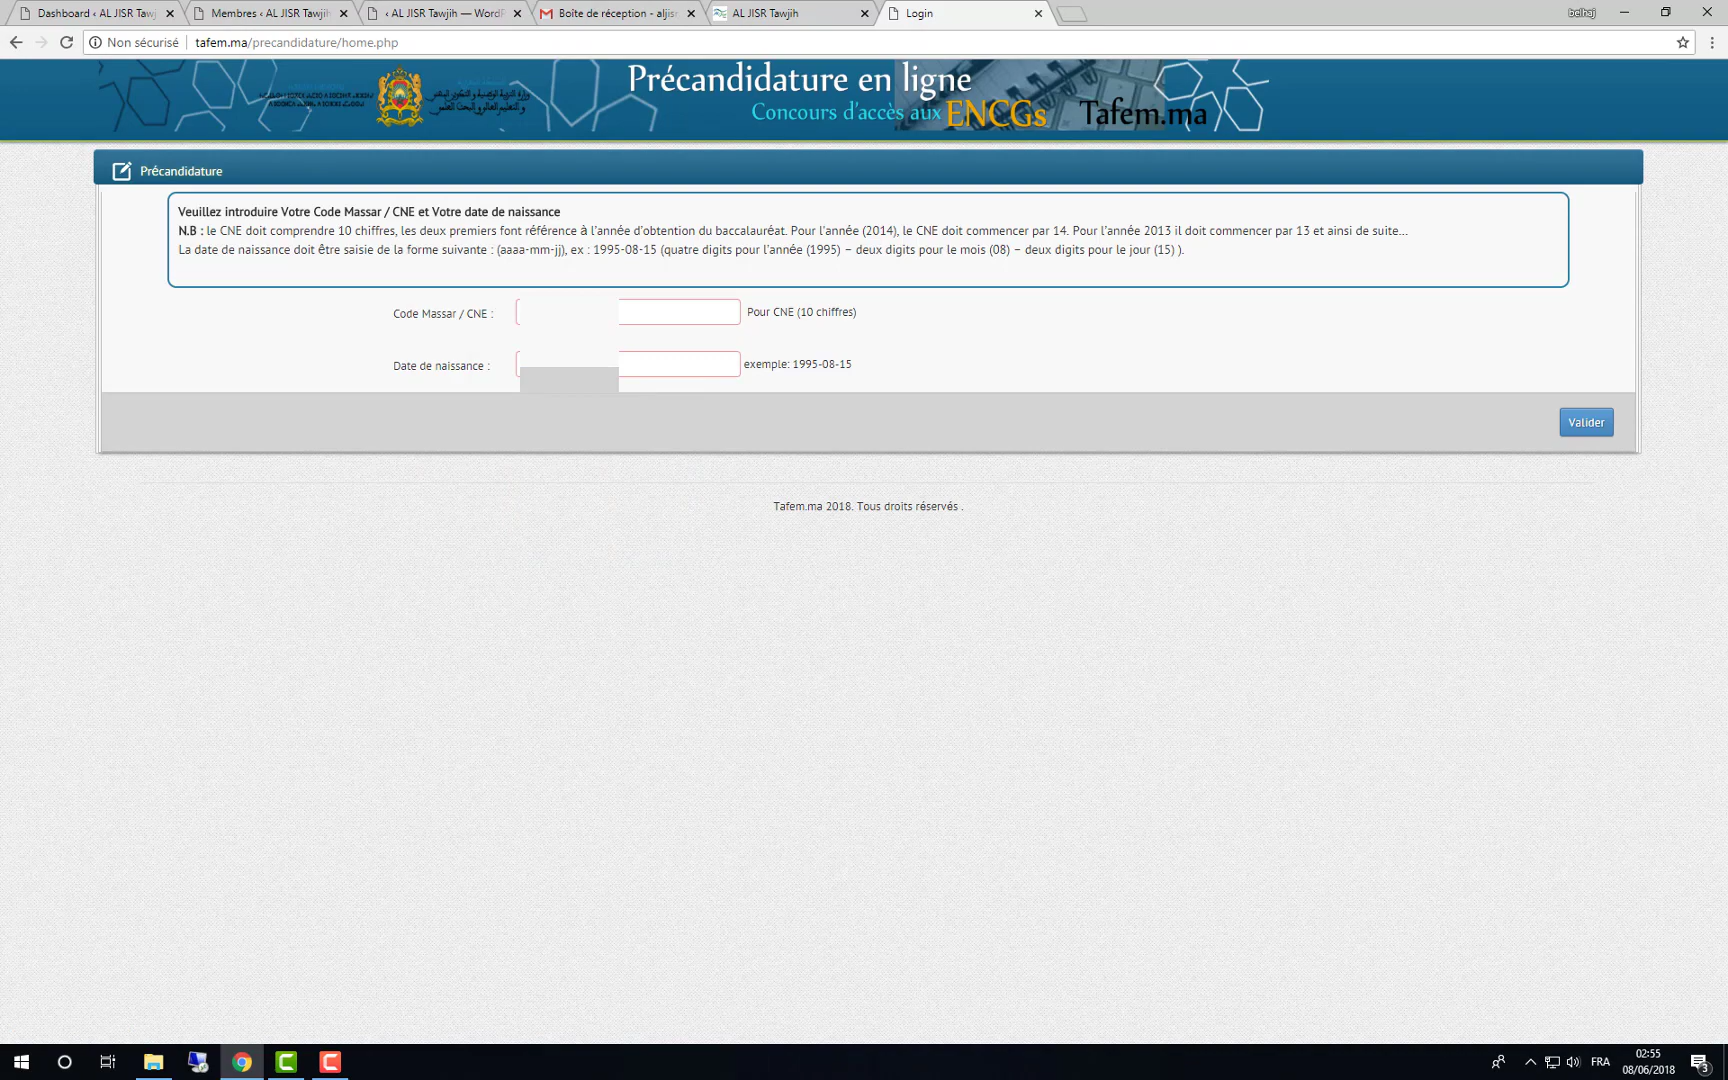 Dashboard ‹ AL JISR Tawj
Membres ‹ AL JISR Tawjih
‹ AL JISR Tawjih — WordP
Boîte de réception - aljisr
AL JISR Tawjih
Login
belhaj
Non sécurisé
tafem.ma/precandidature/home.php
Précandidature en ligne
Concours d'accès aux ENCGs
Tafem.ma
Précandidature
Veuillez introduire Votre Code Massar / CNE et Votre date de naissance
N.B : le CNE doit comprendre 10 chiffres, les deux premiers font référence à l'année d'obtention du baccalauréat. Pour l'année (2014), le CNE doit commencer par 14. Pour l'année 2013 il doit commencer par 13 et ainsi de suite...
La date de naissance doit être saisie de la forme suivante : (aaaa-mm-jj), ex : 1995-08-15 (quatre digits pour l'année (1995) – deux digits pour le mois (08) – deux digits pour le jour (15) ).
Code Massar / CNE :
Pour CNE (10 chiffres)
Date de naissance :
exemple: 1995-08-15
Valider
Tafem.ma 2018. Tous droits réservés .
FRA
02:55
08/06/2018
3